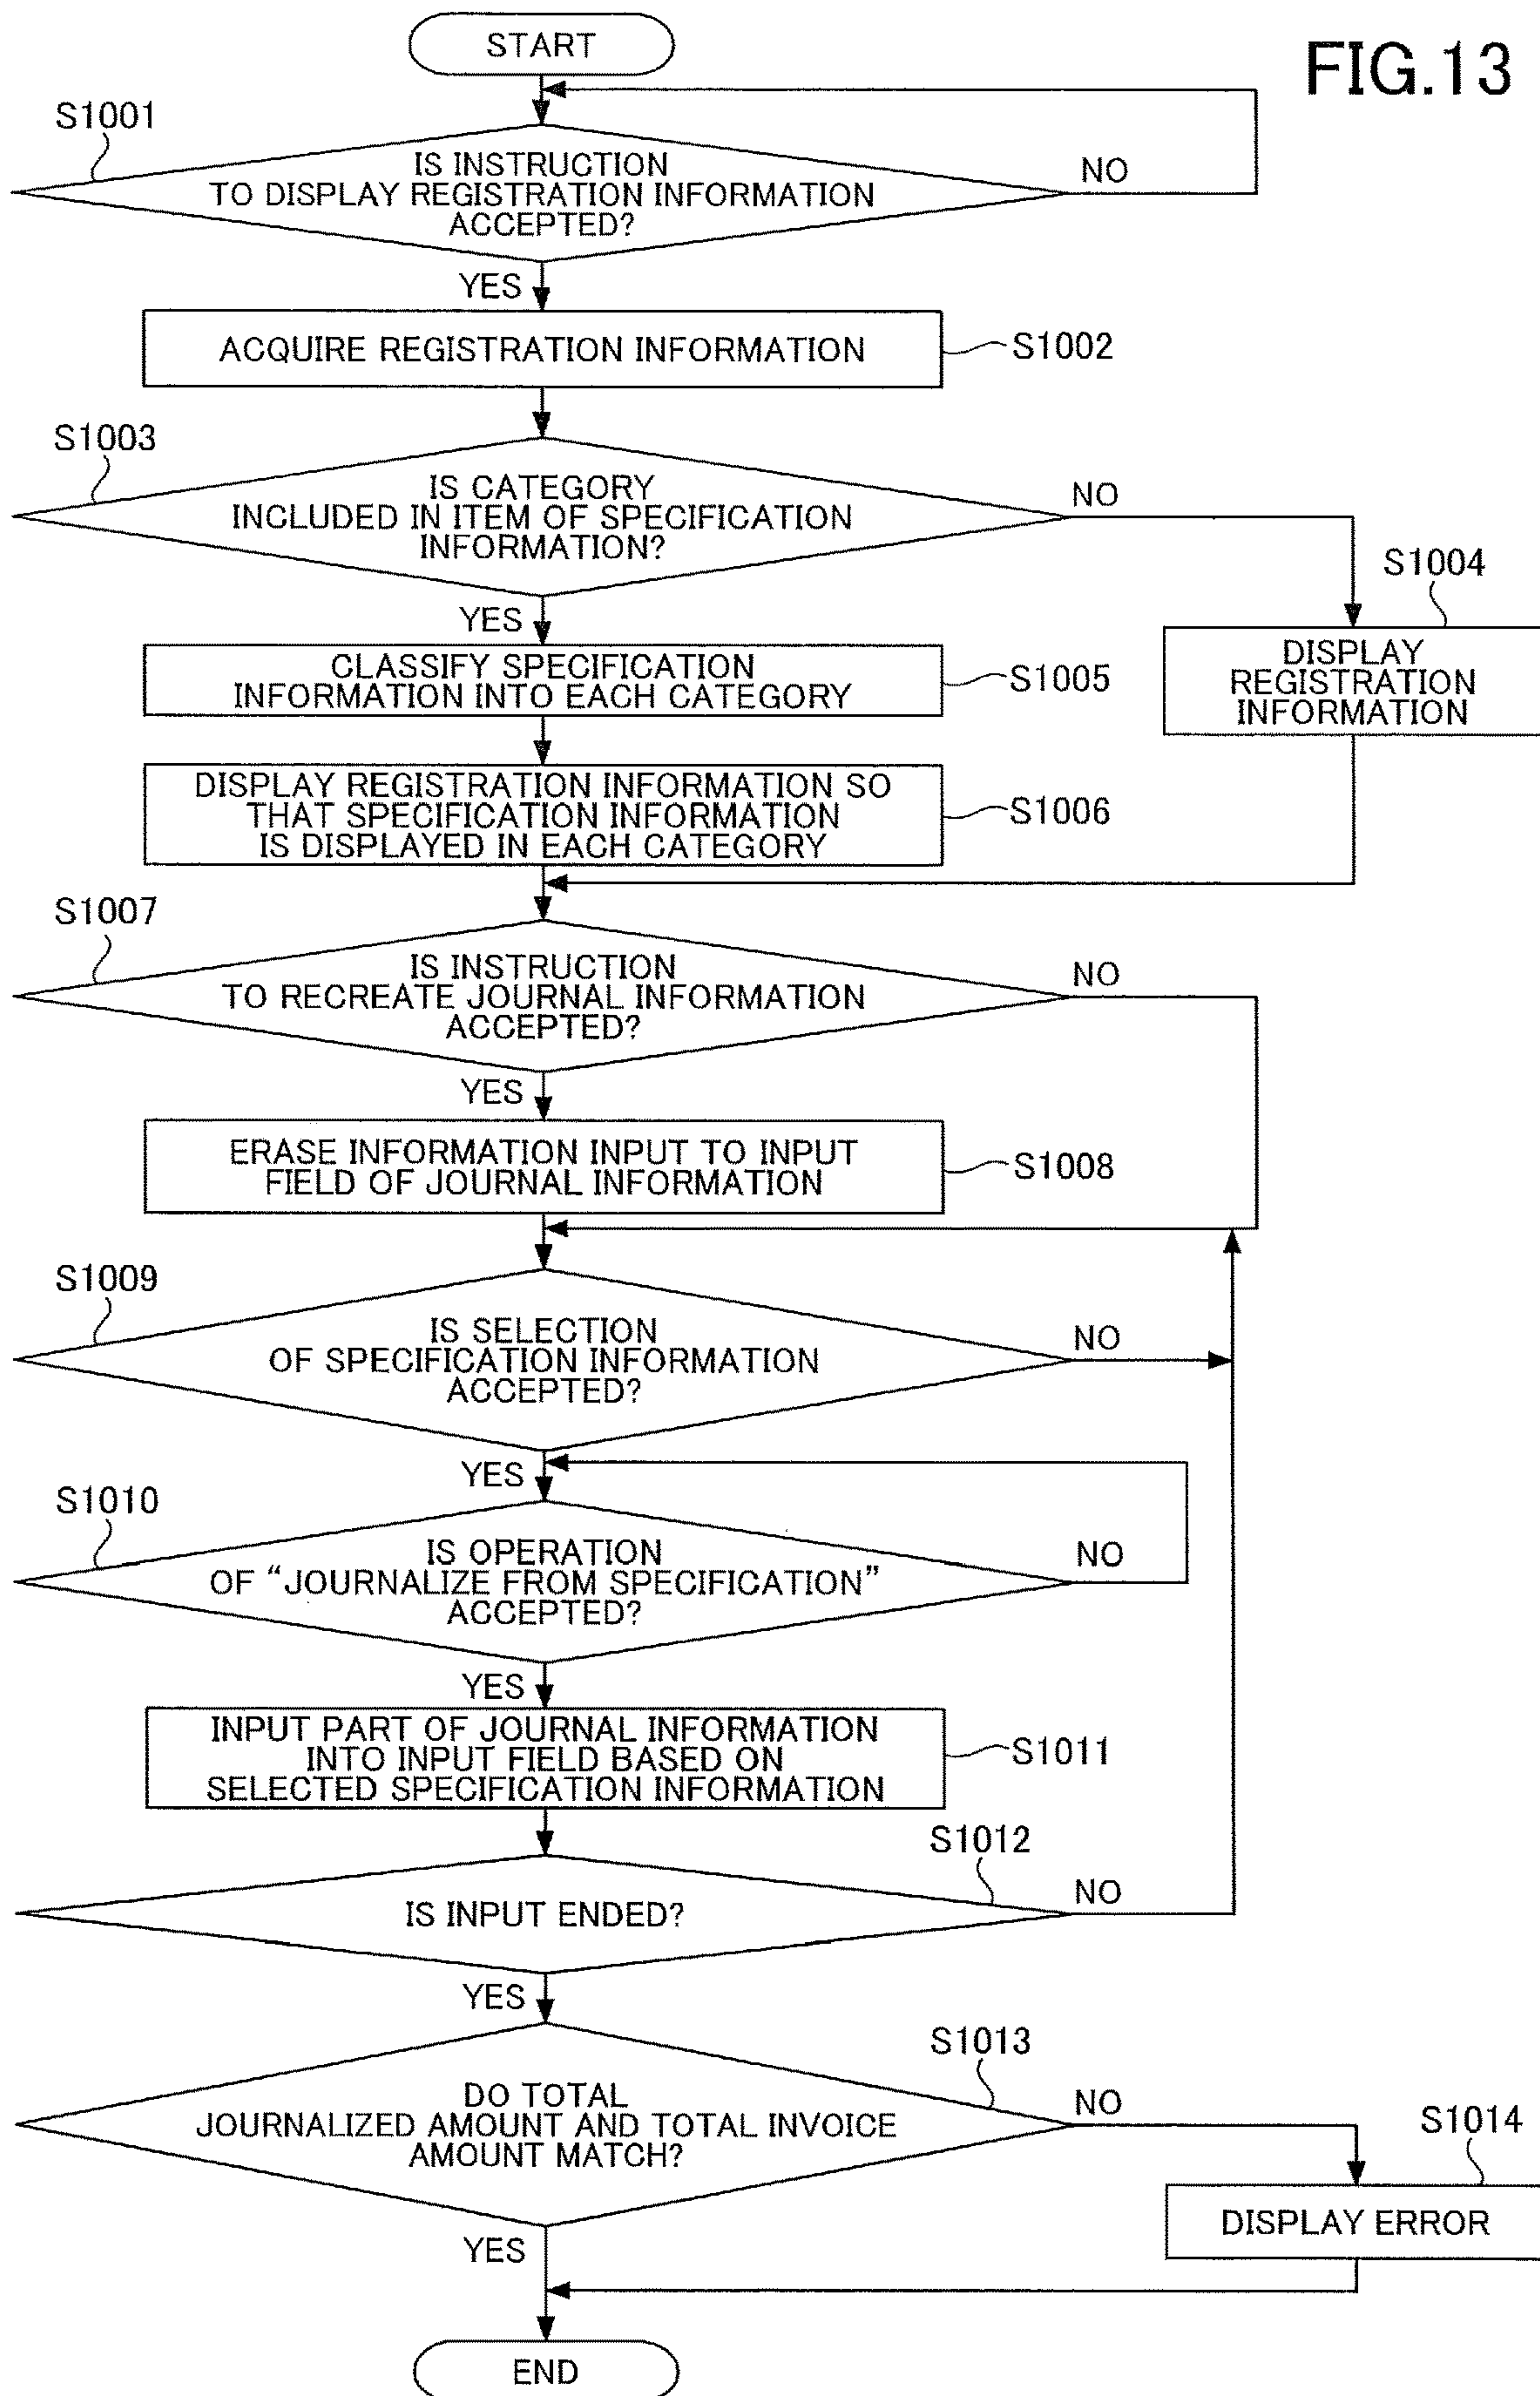 FIG.13
START
S1001
IS INSTRUCTION
TO DISPLAY REGISTRATION INFORMATION
ACCEPTED?
NO
YES
ACQUIRE REGISTRATION INFORMATION
S1002
S1003
IS CATEGORY
INCLUDED IN ITEM OF SPECIFICATION
INFORMATION?
NO
YES
S1004
DISPLAY
REGISTRATION
INFORMATION
CLASSIFY SPECIFICATION
INFORMATION INTO EACH CATEGORY
S1005
DISPLAY REGISTRATION INFORMATION SO
THAT SPECIFICATION INFORMATION
IS DISPLAYED IN EACH CATEGORY
S1006
S1007
IS INSTRUCTION
TO RECREATE JOURNAL INFORMATION
ACCEPTED?
NO
YES
ERASE INFORMATION INPUT TO INPUT
FIELD OF JOURNAL INFORMATION
S1008
S1009
IS SELECTION
OF SPECIFICATION INFORMATION
ACCEPTED?
NO
YES
S1010
IS OPERATION
OF “JOURNALIZE FROM SPECIFICATION”
ACCEPTED?
NO
YES
INPUT PART OF JOURNAL INFORMATION
INTO INPUT FIELD BASED ON
SELECTED SPECIFICATION INFORMATION
S1011
S1012
IS INPUT ENDED?
NO
YES
S1013
DO TOTAL
JOURNALIZED AMOUNT AND TOTAL INVOICE
AMOUNT MATCH?
NO
YES
S1014
DISPLAY ERROR
END